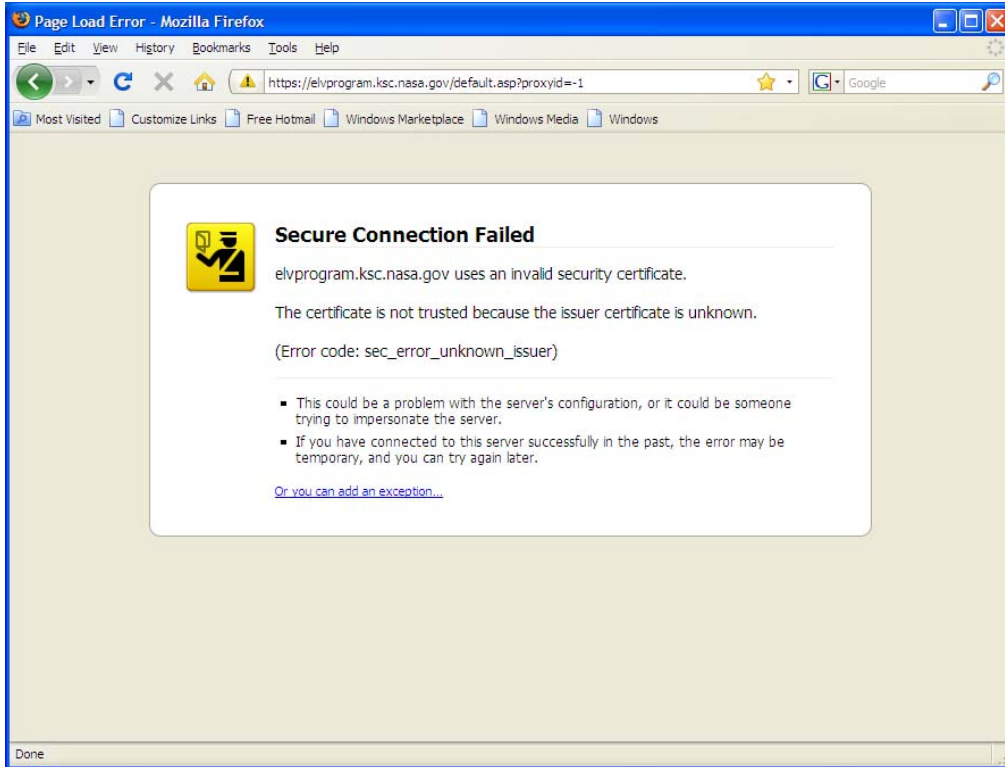 Page Load Error - Mozilla Firefox
File Edit View History Bookmarks Tools Help
https://elvprogram.ksc.nasa.gov/default.asp?proxyid=-1 G Google
Most Visited Customize Links Free Hotmail Windows Marketplace Windows Media Windows
Secure Connection Failed
elvprogram.ksc.nasa.gov uses an invalid security certificate.
The certificate is not trusted because the issuer certificate is unknown.
(Error code: sec_error_unknown_issuer)
▪ This could be a problem with the server's configuration, or it could be someone
trying to impersonate the server.
▪ If you have connected to this server successfully in the past, the error may be
temporary, and you can try again later.
Or you can add an exception...
Done